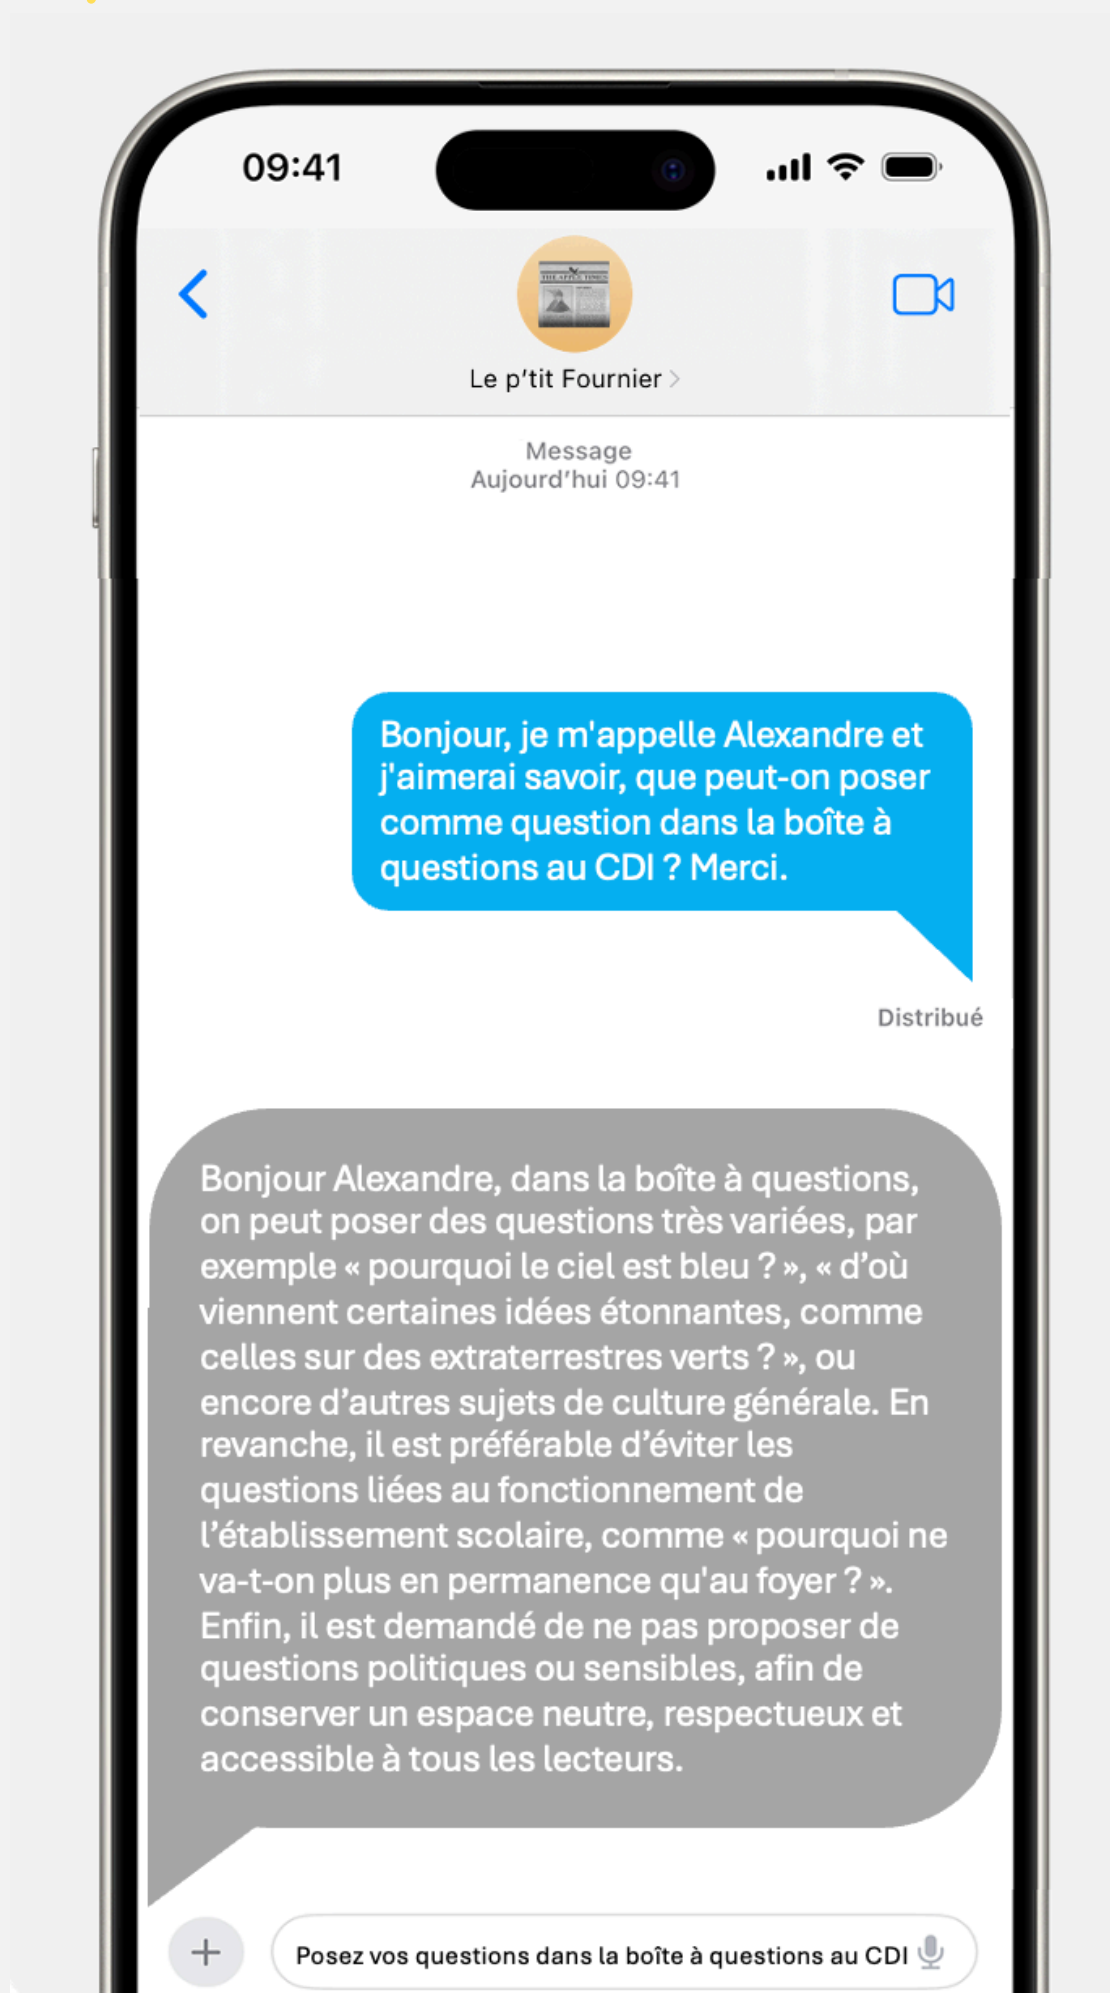 09:41
THE APPLE TIMES
Le p'tit Fournier
Message
Aujourd'hui 09:41
Bonjour, je m'appelle Alexandre et
j'aimerai savoir, que peut-on poser
comme question dans la boîte à
questions au CDI ? Merci.
Distribué
Bonjour Alexandre, dans la boîte à questions,
on peut poser des questions très variées, par
exemple « pourquoi le ciel est bleu ? », « d’où
viennent certaines idées étonnantes, comme
celles sur des extraterrestres verts ? », ou
encore d’autres sujets de culture générale. En
revanche, il est préférable d’éviter les
questions liées au fonctionnement de
l’établissement scolaire, comme « pourquoi ne
va-t-on plus en permanence qu'au foyer ? ».
Enfin, il est demandé de ne pas proposer de
questions politiques ou sensibles, afin de
conserver un espace neutre, respectueux et
accessible à tous les lecteurs.
Posez vos questions dans la boîte à questions au CDI